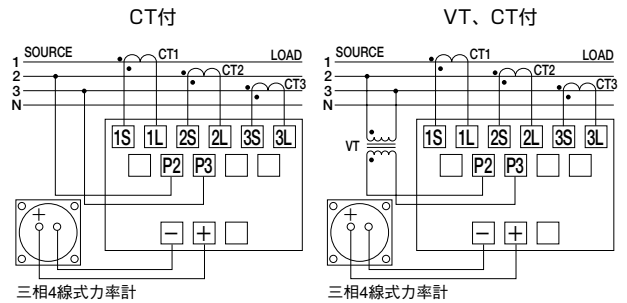 CT付
SOURCE CT1 LOAD
1
2 CT2
3 CT3
N
1S 1L 2S 2L 3S 3L
P2 P3
+ − +
三相4線式力率計
VT、CT付
SOURCE CT1 LOAD
1
2 CT2
3 CT3
N
VT
1S 1L 2S 2L 3S 3L
P2 P3
+ − +
三相4線式力率計